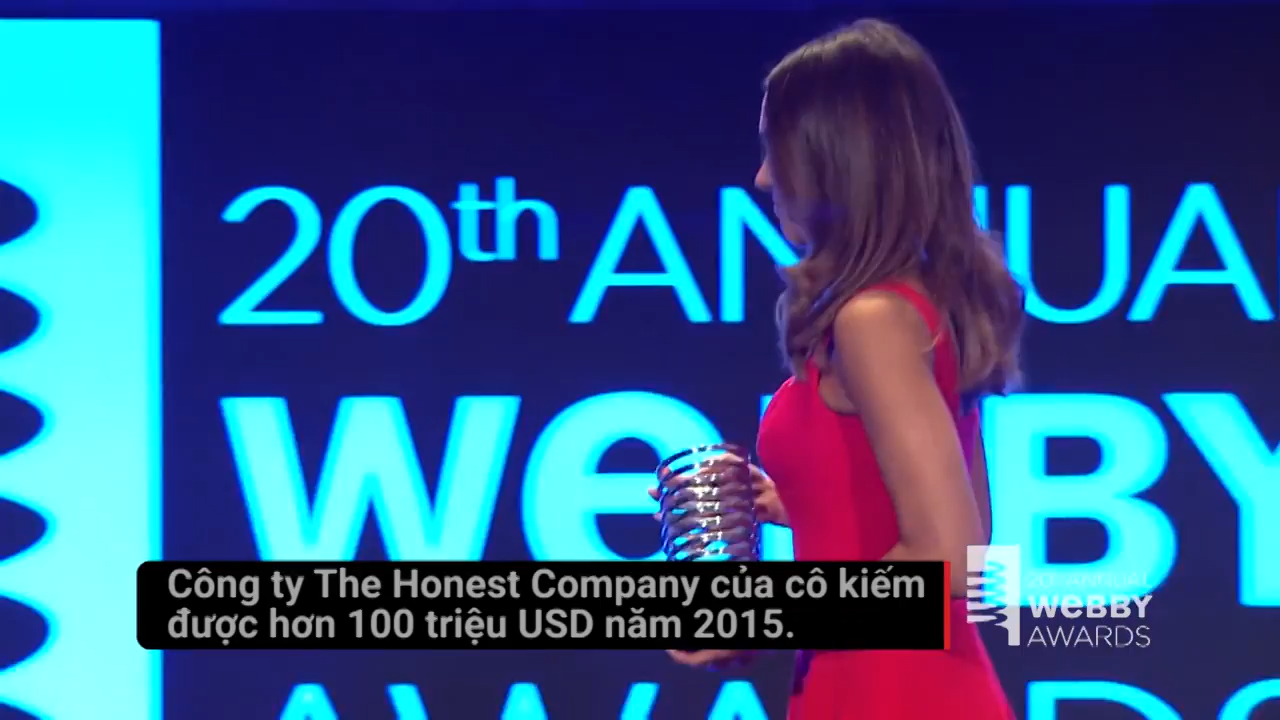 20th ANNUA
WeBBY
Công ty The Honest Company của cô kiếm
được hơn 100 triệu USD năm 2015.
20TH ANNUAL
WeBBY
AWARDS